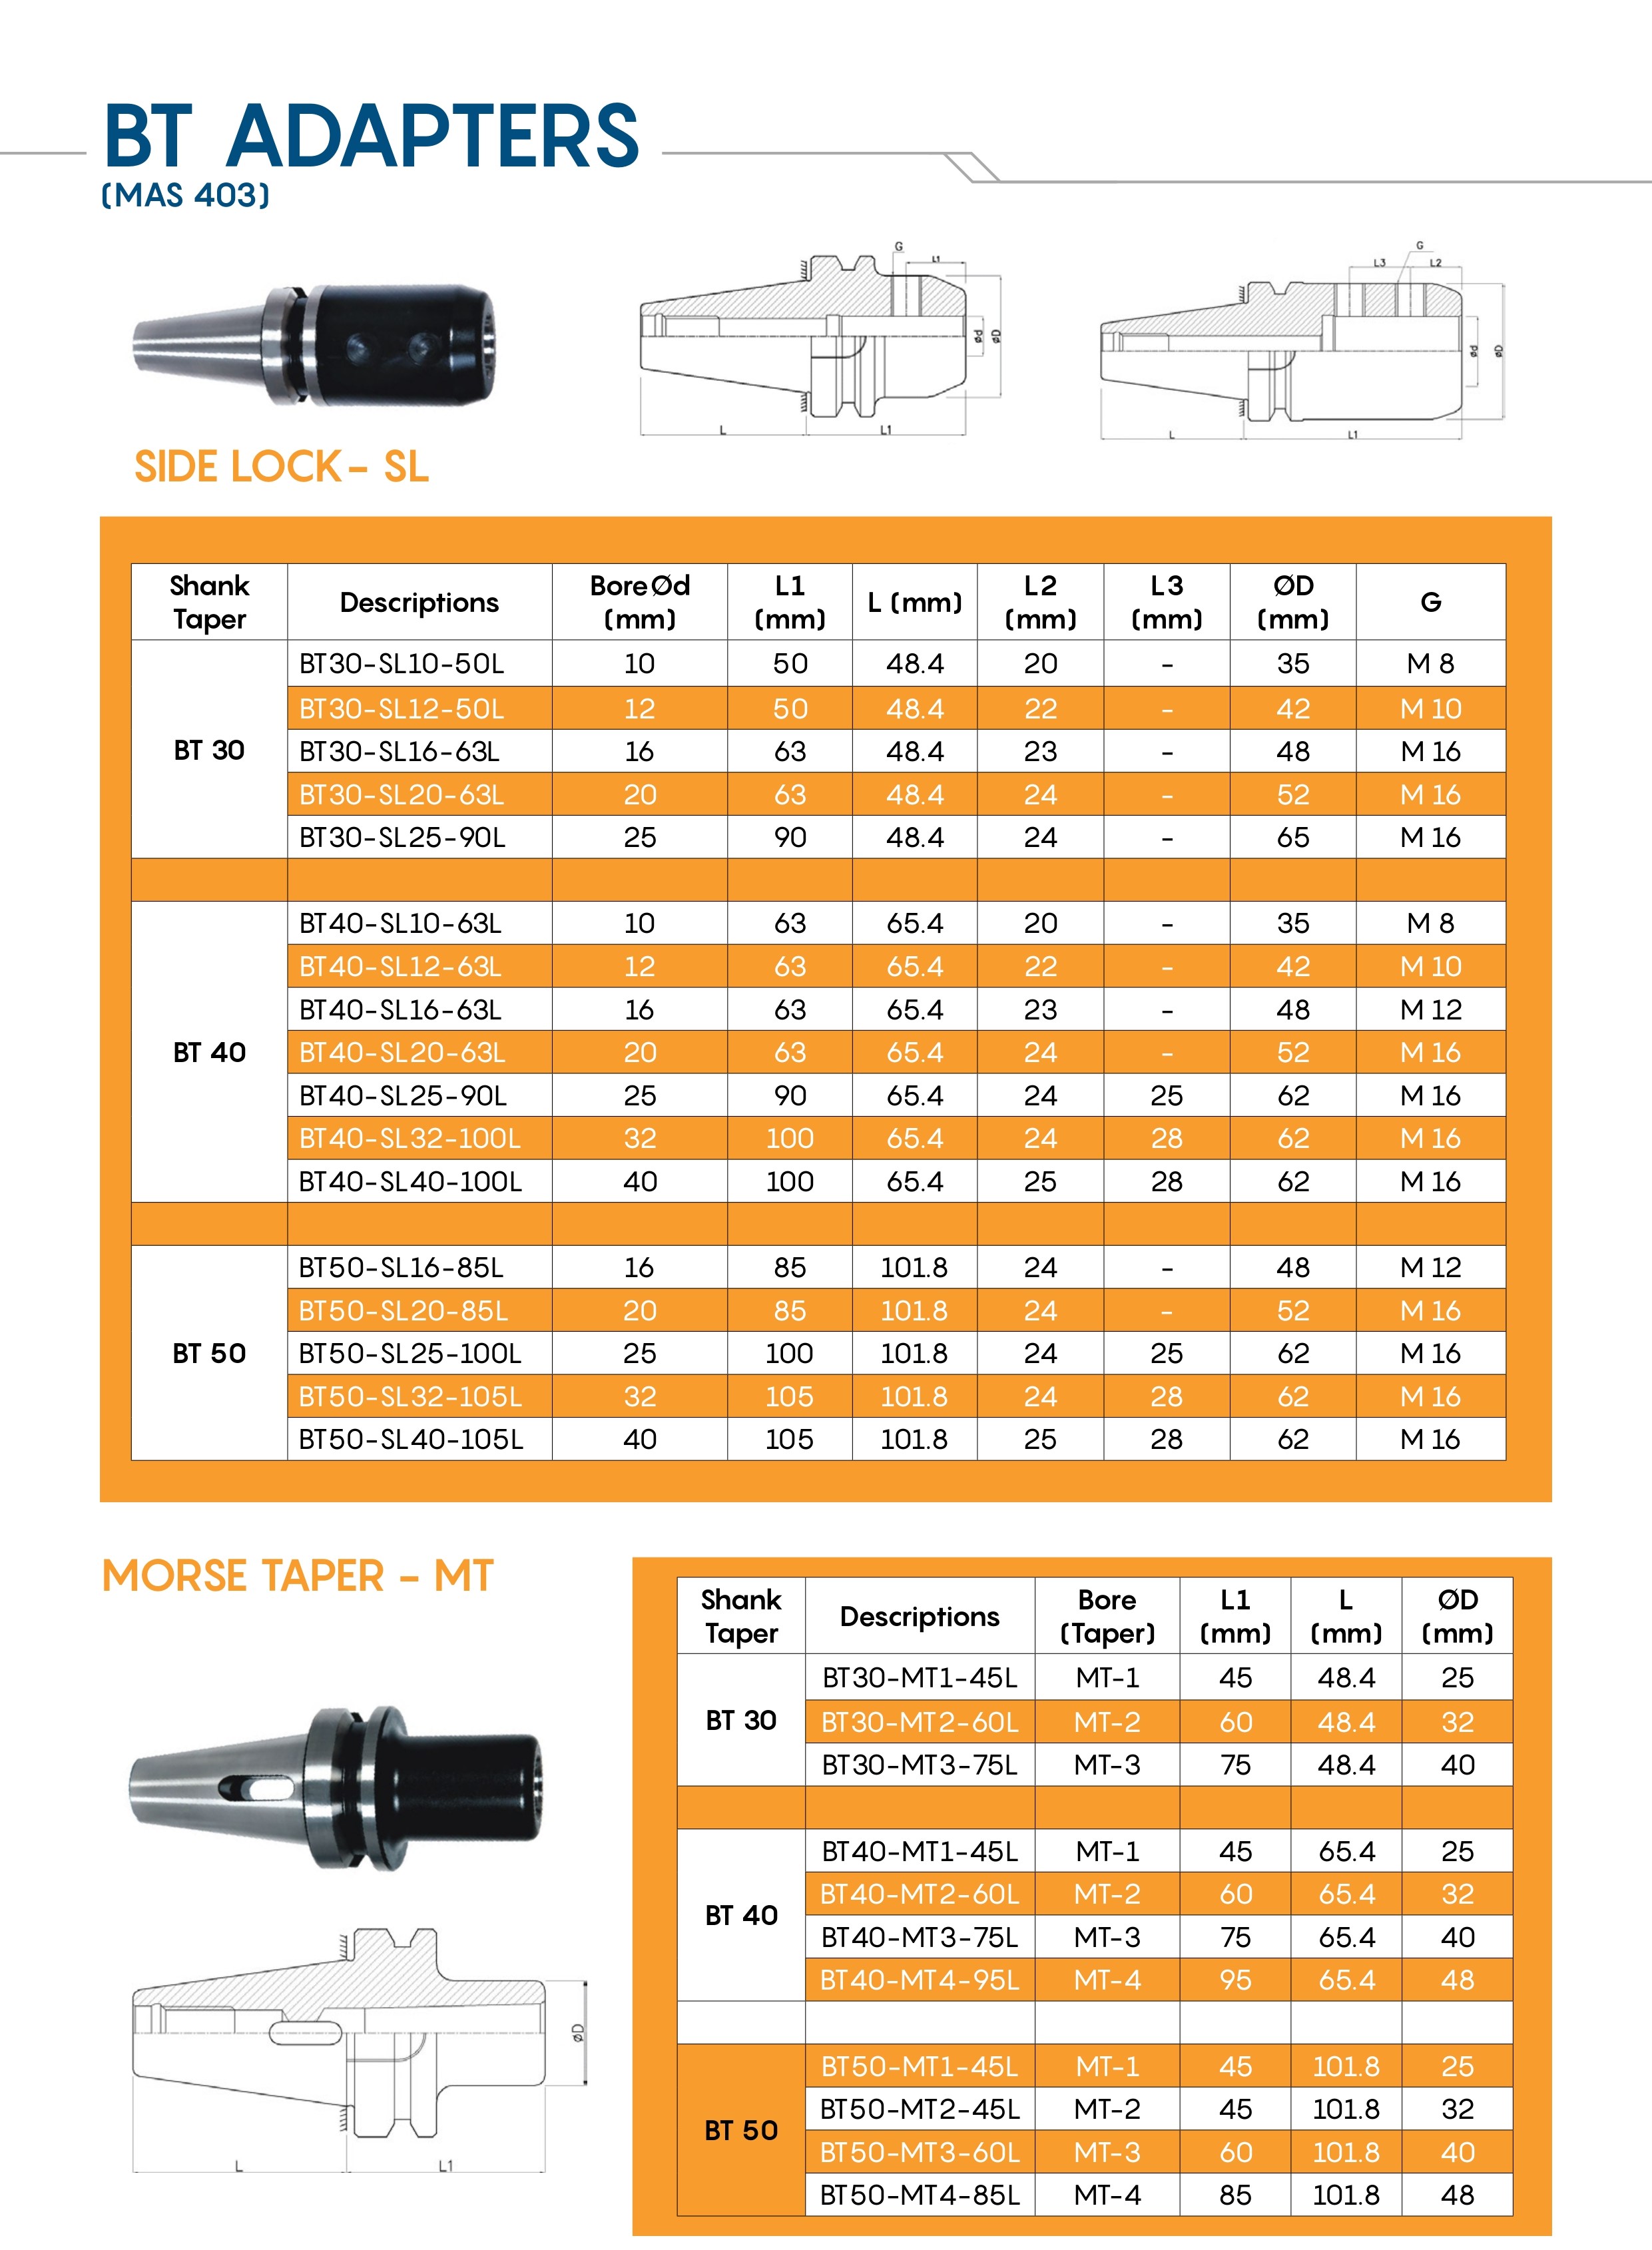 BT ADAPTERS
(MAS 403)
G
L1
Ød
ØD
L
L1
G
L3
L2
Ød
ØD
L
L1
SIDE LOCK- SL
Shank Taper Descriptions Bore Ød (mm) L1 (mm) L (mm) L2 (mm) L3 (mm) ØD (mm) G
BT 30
BT30-SL10-50L 10 50 48.4 20 - 35 M 8
BT30-SL12-50L 12 50 48.4 22 - 42 M 10
BT30-SL16-63L 16 63 48.4 23 - 48 M 16
BT30-SL20-63L 20 63 48.4 24 - 52 M 16
BT30-SL25-90L 25 90 48.4 24 - 65 M 16
BT 40
BT40-SL10-63L 10 63 65.4 20 - 35 M 8
BT40-SL12-63L 12 63 65.4 22 - 42 M 10
BT40-SL16-63L 16 63 65.4 23 - 48 M 12
BT40-SL20-63L 20 63 65.4 24 - 52 M 16
BT40-SL25-90L 25 90 65.4 24 25 62 M 16
BT40-SL32-100L 32 100 65.4 24 28 62 M 16
BT40-SL40-100L 40 100 65.4 25 28 62 M 16
BT 50
BT50-SL16-85L 16 85 101.8 24 - 48 M 12
BT50-SL20-85L 20 85 101.8 24 - 52 M 16
BT50-SL25-100L 25 100 101.8 24 25 62 M 16
BT50-SL32-105L 32 105 101.8 24 28 62 M 16
BT50-SL40-105L 40 105 101.8 25 28 62 M 16
MORSE TAPER - MT
ØD
L
L1
Shank Taper Descriptions Bore (Taper) L1 (mm) L (mm) ØD (mm)
BT 30
BT30-MT1-45L MT-1 45 48.4 25
BT30-MT2-60L MT-2 60 48.4 32
BT30-MT3-75L MT-3 75 48.4 40
BT 40
BT40-MT1-45L MT-1 45 65.4 25
BT40-MT2-60L MT-2 60 65.4 32
BT40-MT3-75L MT-3 75 65.4 40
BT40-MT4-95L MT-4 95 65.4 48
BT 50
BT50-MT1-45L MT-1 45 101.8 25
BT50-MT2-45L MT-2 45 101.8 32
BT50-MT3-60L MT-3 60 101.8 40
BT50-MT4-85L MT-4 85 101.8 48